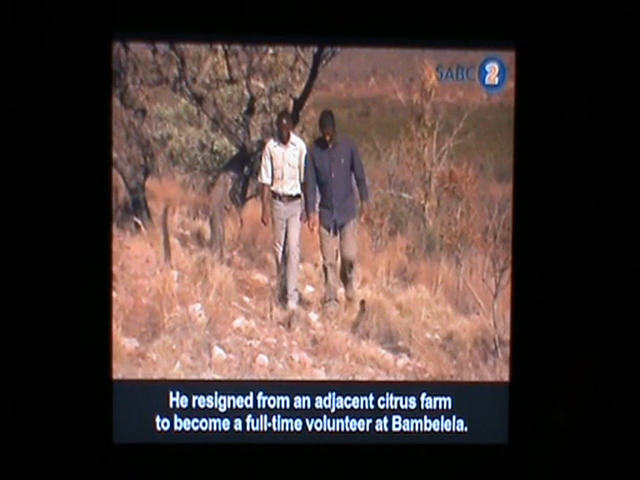 SABC 2
He resigned from an adjacent citrus farm
to become a full-time volunteer at Bambelela.